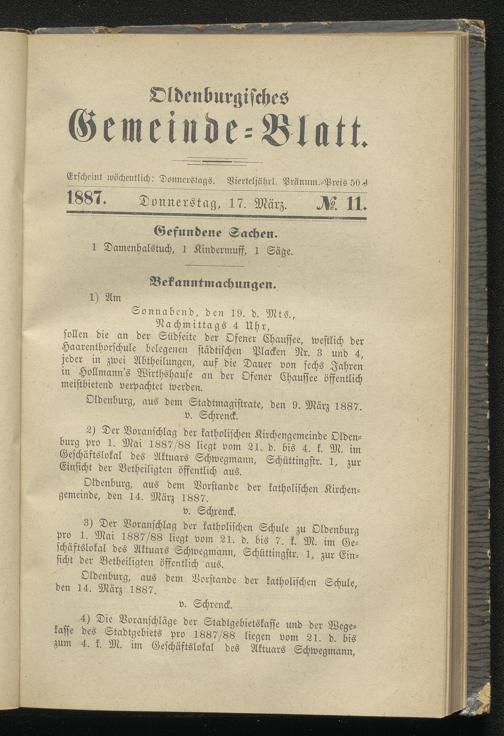 Oldenburgisches
Gemeinde=Blatt.
Erscheint wöchentlich: Donnerstags. Vierteljährl. Pränum.=Preis 50 ₰
1887. Donnerstag, 17. März. № 11.
Gefundene Sachen.
1 Damenhalstuch, 1 Kindermuff, 1 Säge.
Bekanntmachungen.
1) Am
Sonnabend, den 19. d. Mts.,
Nachmittags 4 Uhr,
sollen die an der Südseite der Ofener Chaussee, westlich der
Haarenthorschule belegenen städtischen Placken Nr. 3 und 4,
jeder in zwei Abtheilungen, auf die Dauer von sechs Jahren
in Hollmann's Wirthshause an der Ofener Chaussee öffentlich
meistbietend verpachtet werden.
Oldenburg, aus dem Stadtmagistrate, den 9. März 1887.
v. Schrenck.
2) Der Voranschlag der katholischen Kirchengemeinde Olden=
burg pro 1. Mai 1887/88 liegt vom 21. d. bis 4. k. M. im
Geschäftslokal des Aktuars Schwegmann, Schüttingstr. 1, zur
Einsicht der Betheiligten öffentlich aus.
Oldenburg, aus dem Vorstande der katholischen Kirchen=
gemeinde, den 14. März 1887.
v. Schrenck.
3) Der Voranschlag der katholischen Schule zu Oldenburg
pro 1. Mai 1887/88 liegt vom 21. d. bis 7. k. M. im Ge=
schäftslokal des Aktuars Schwegmann, Schüttingstr. 1, zur Ein=
sicht der Betheiligten öffentlich aus.
Oldenburg, aus dem Vorstande der katholischen Schule,
den 14. März 1887.
v. Schrenck.
4) Die Voranschläge der Stadtgebietskasse und der Wege=
kasse des Stadtgebiets pro 1887/88 liegen vom 21. d. bis
zum 4. k. M. im Geschäftslokal des Aktuars Schwegmann,